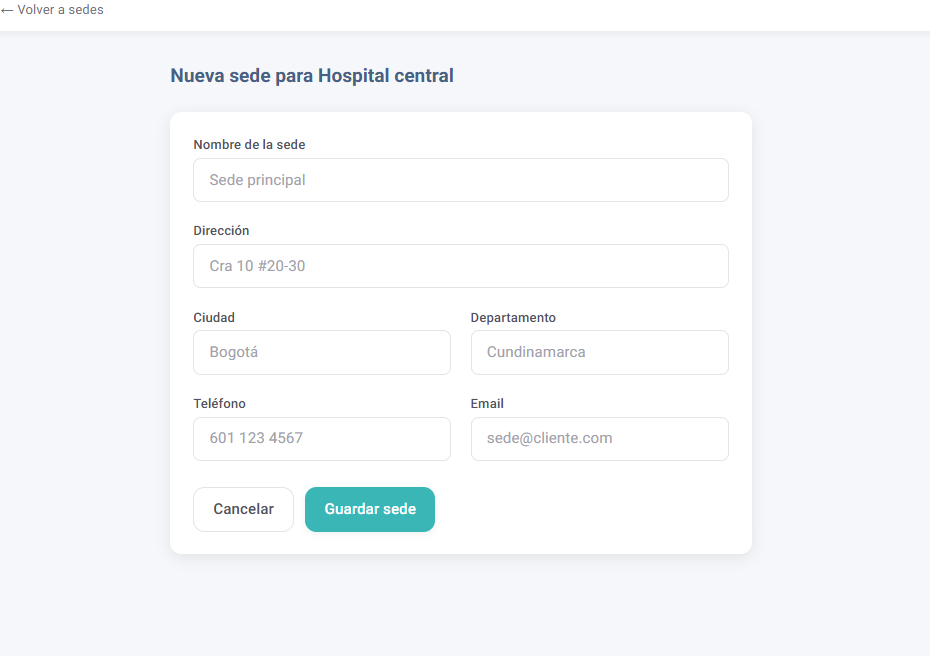 ← Volver a sedes
Nueva sede para Hospital central
Nombre de la sede
Sede principal
Dirección
Cra 10 #20-30
Ciudad
Departamento
Bogotá
Cundinamarca
Teléfono
Email
601 123 4567
sede@cliente.com
Cancelar
Guardar sede